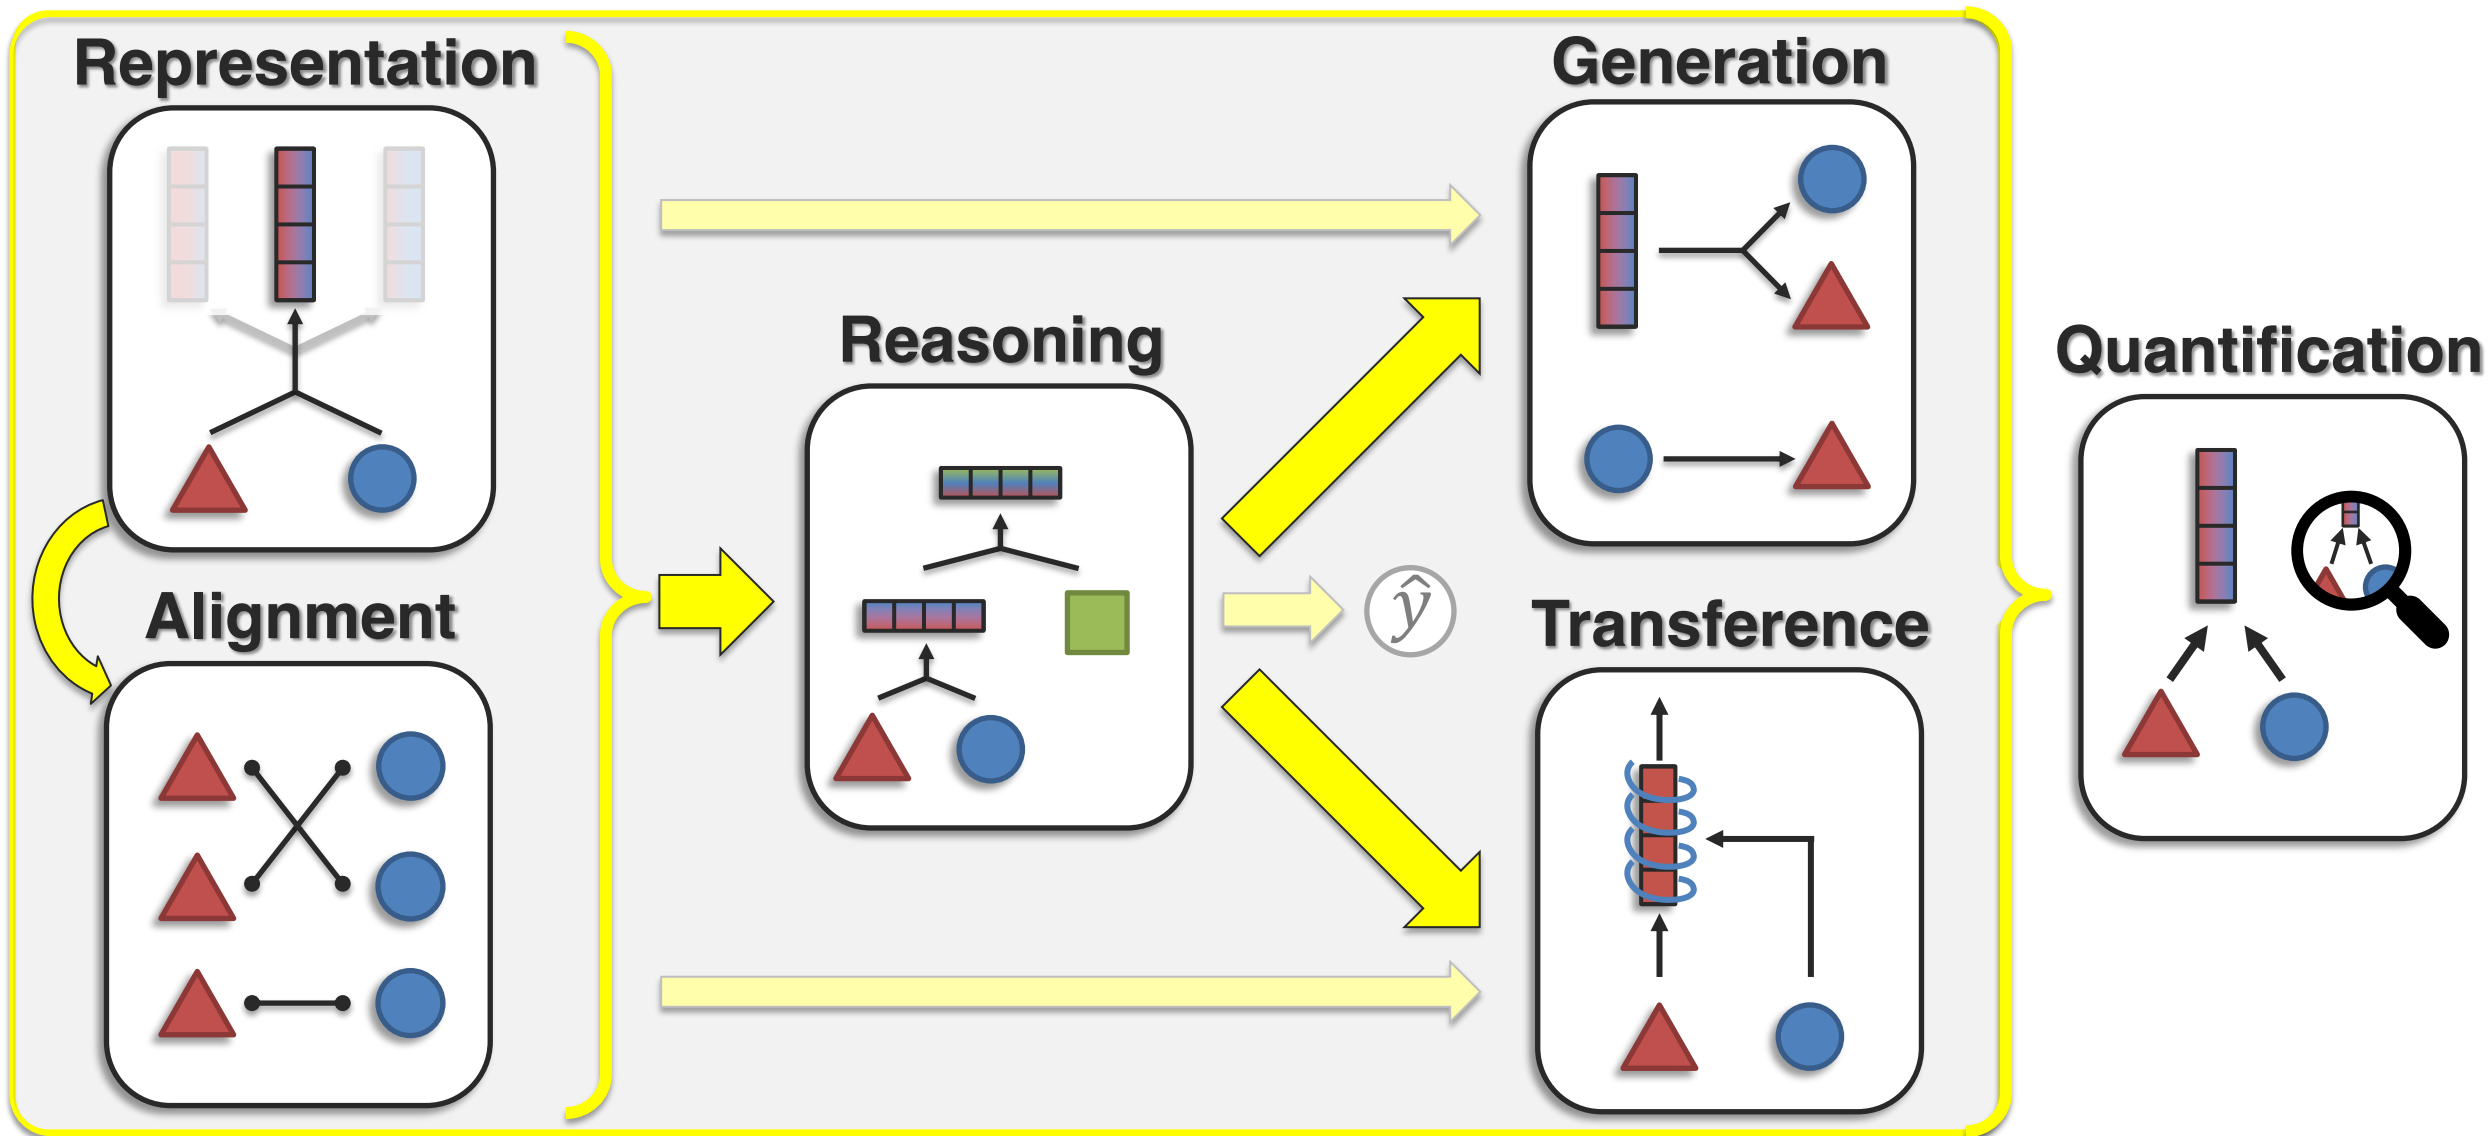 Representation
Generation
Reasoning
Quantification
Alignment
ŷ
Transference